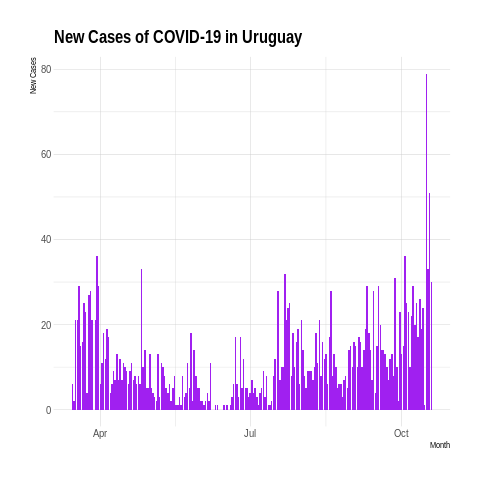 New Cases of COVID-19 in Uruguay
New Cases
80
60
40
20
0
Apr
Jul
Oct
Month